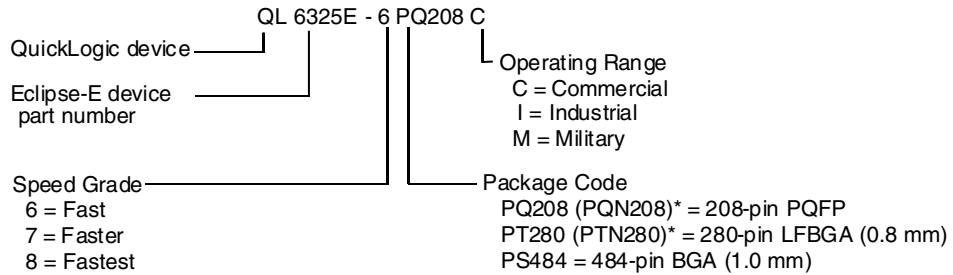 QL 6325E - 6 PQ208 C
QuickLogic device
Eclipse-E device
part number
Operating Range
C = Commercial
I = Industrial
M = Military
Speed Grade
6 = Fast
7 = Faster
8 = Fastest
Package Code
PQ208 (PQN208)* = 208-pin PQFP
PT280 (PTN280)* = 280-pin LFBGA (0.8 mm)
PS484 = 484-pin BGA (1.0 mm)